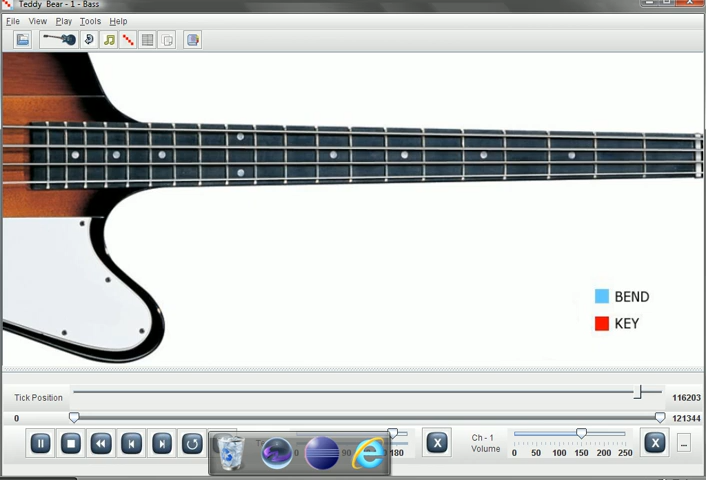 Teddy Bear - 1 - Bass
File View Play Tools Help
BEND
KEY
Tick Position
116203
0
121344
Ch - 1
Volume
0 90 180
0 50 100 150 200 250
X
X
...